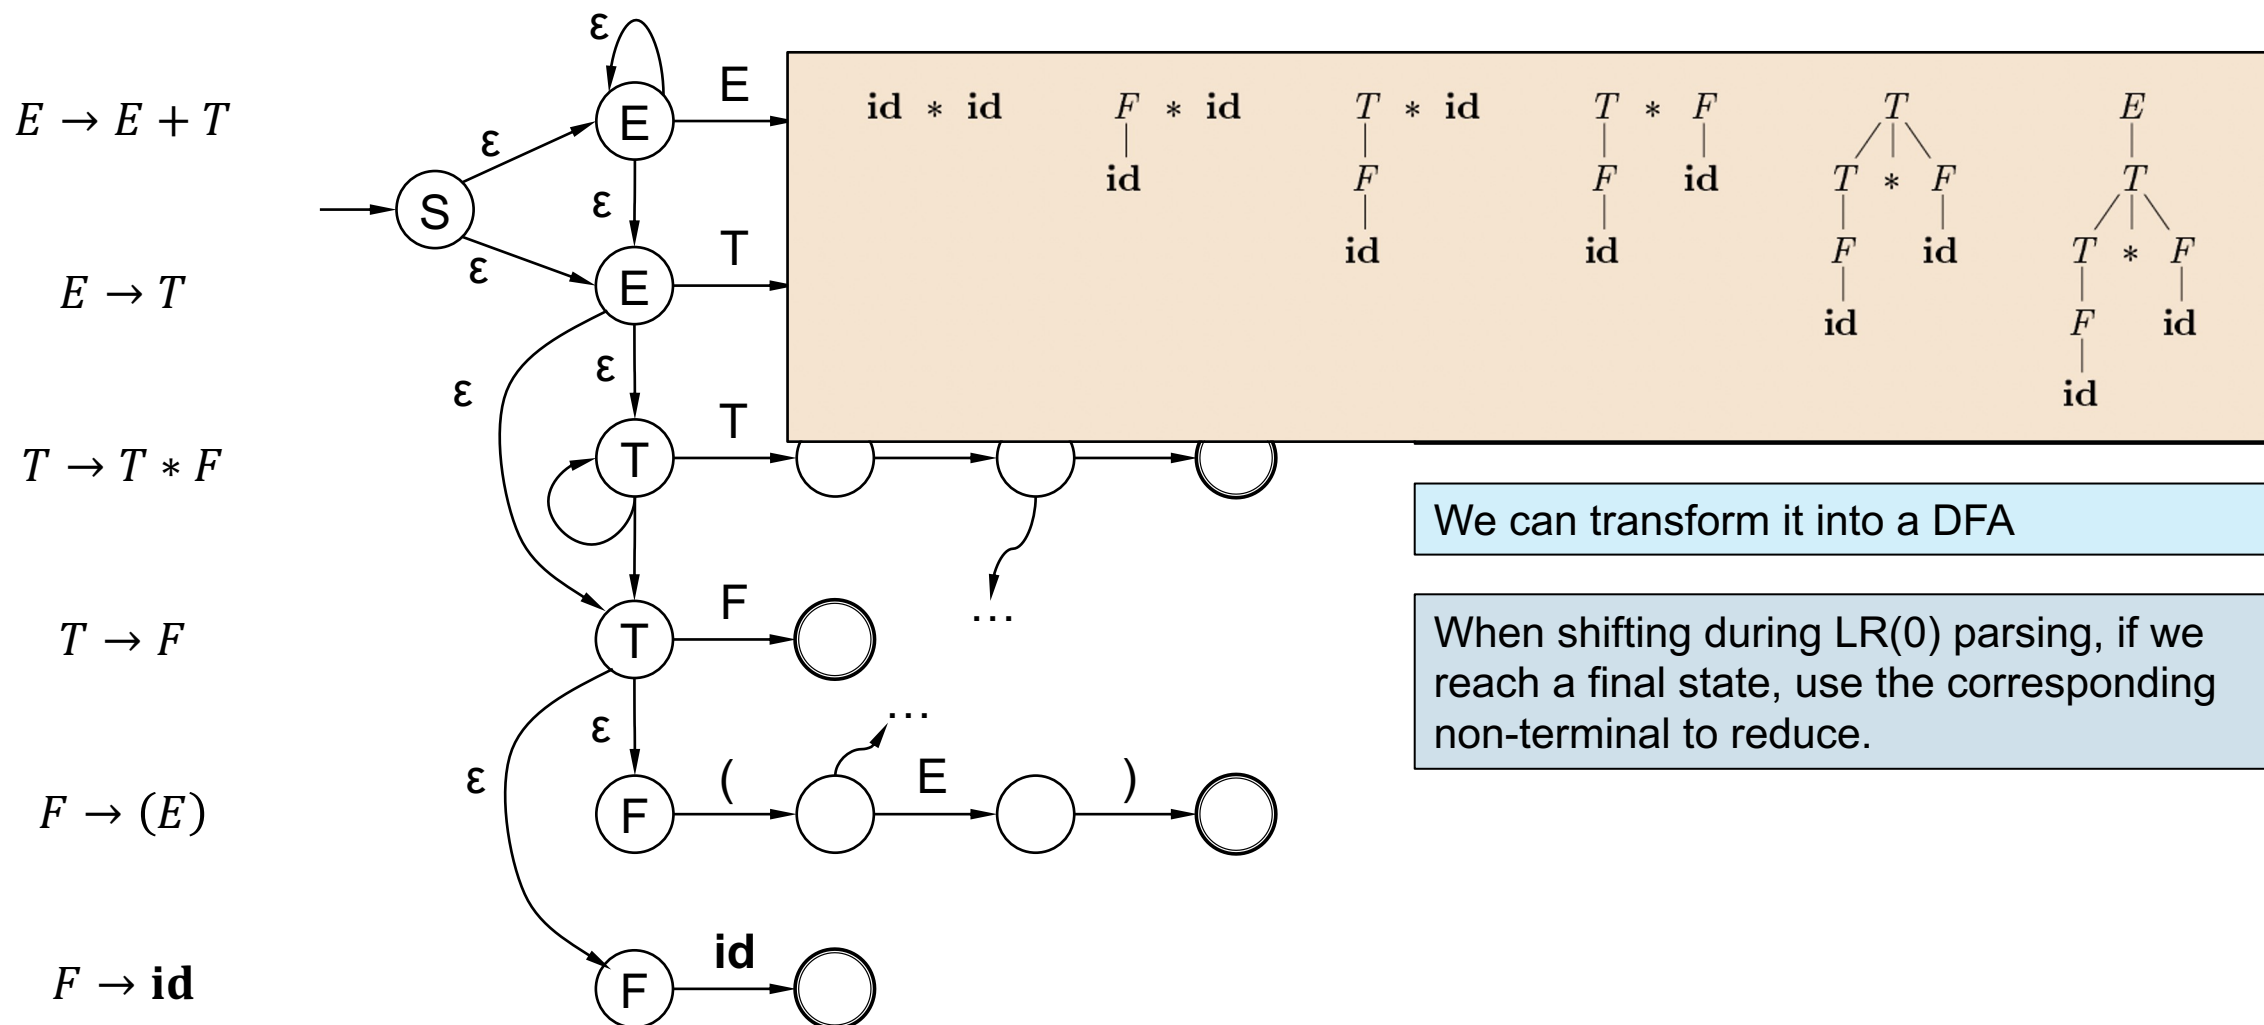 ε
E
E → E + T
E
ε
S
ε
ε
T
E → T
E
ε
ε
T
T → T ∗ F
T
...
F
T → F
T
ε
...
ε
( E )
F → (E)
F
id
F → id
F
id ∗ id
F ∗ id
id
T ∗ id
F
id
T ∗ F
F id
id
T
T ∗ F
F id
id
E
T
T ∗ F
F id
id
We can transform it into a DFA
When shifting during LR(0) parsing, if we
reach a final state, use the corresponding
non-terminal to reduce.